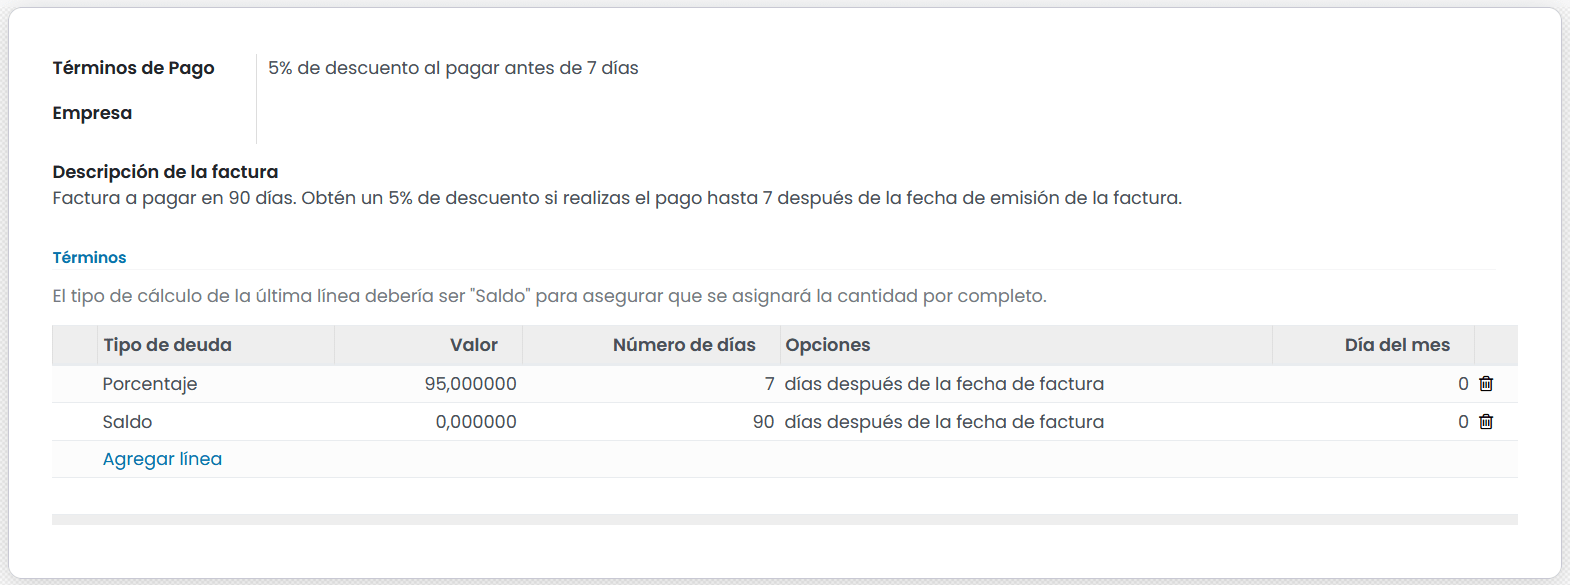 Términos de Pago 5% de descuento al pagar antes de 7 días
Empresa
Descripción de la factura
Factura a pagar en 90 días. Obtén un 5% de descuento si realizas el pago hasta 7 después de la fecha de emisión de la factura.
Términos
El tipo de cálculo de la última línea debería ser "Saldo" para asegurar que se asignará la cantidad por completo.
Tipo de deuda Valor Número de días Opciones Día del mes
Porcentaje 95,000000 7 días después de la fecha de factura 0
Saldo 0,000000 90 días después de la fecha de factura 0
Agregar línea